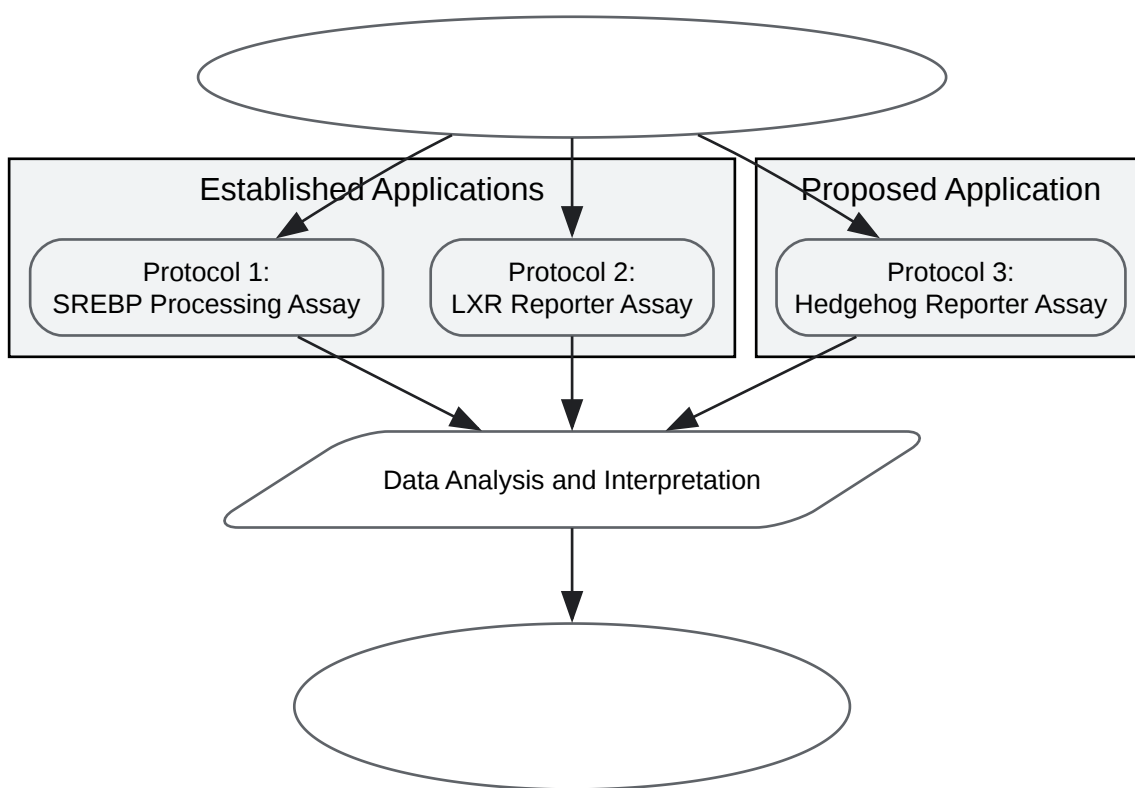 Established Applications
Proposed Application
Protocol 1:
SREBP Processing Assay
Protocol 2:
LXR Reporter Assay
Protocol 3:
Hedgehog Reporter Assay
Data Analysis and Interpretation